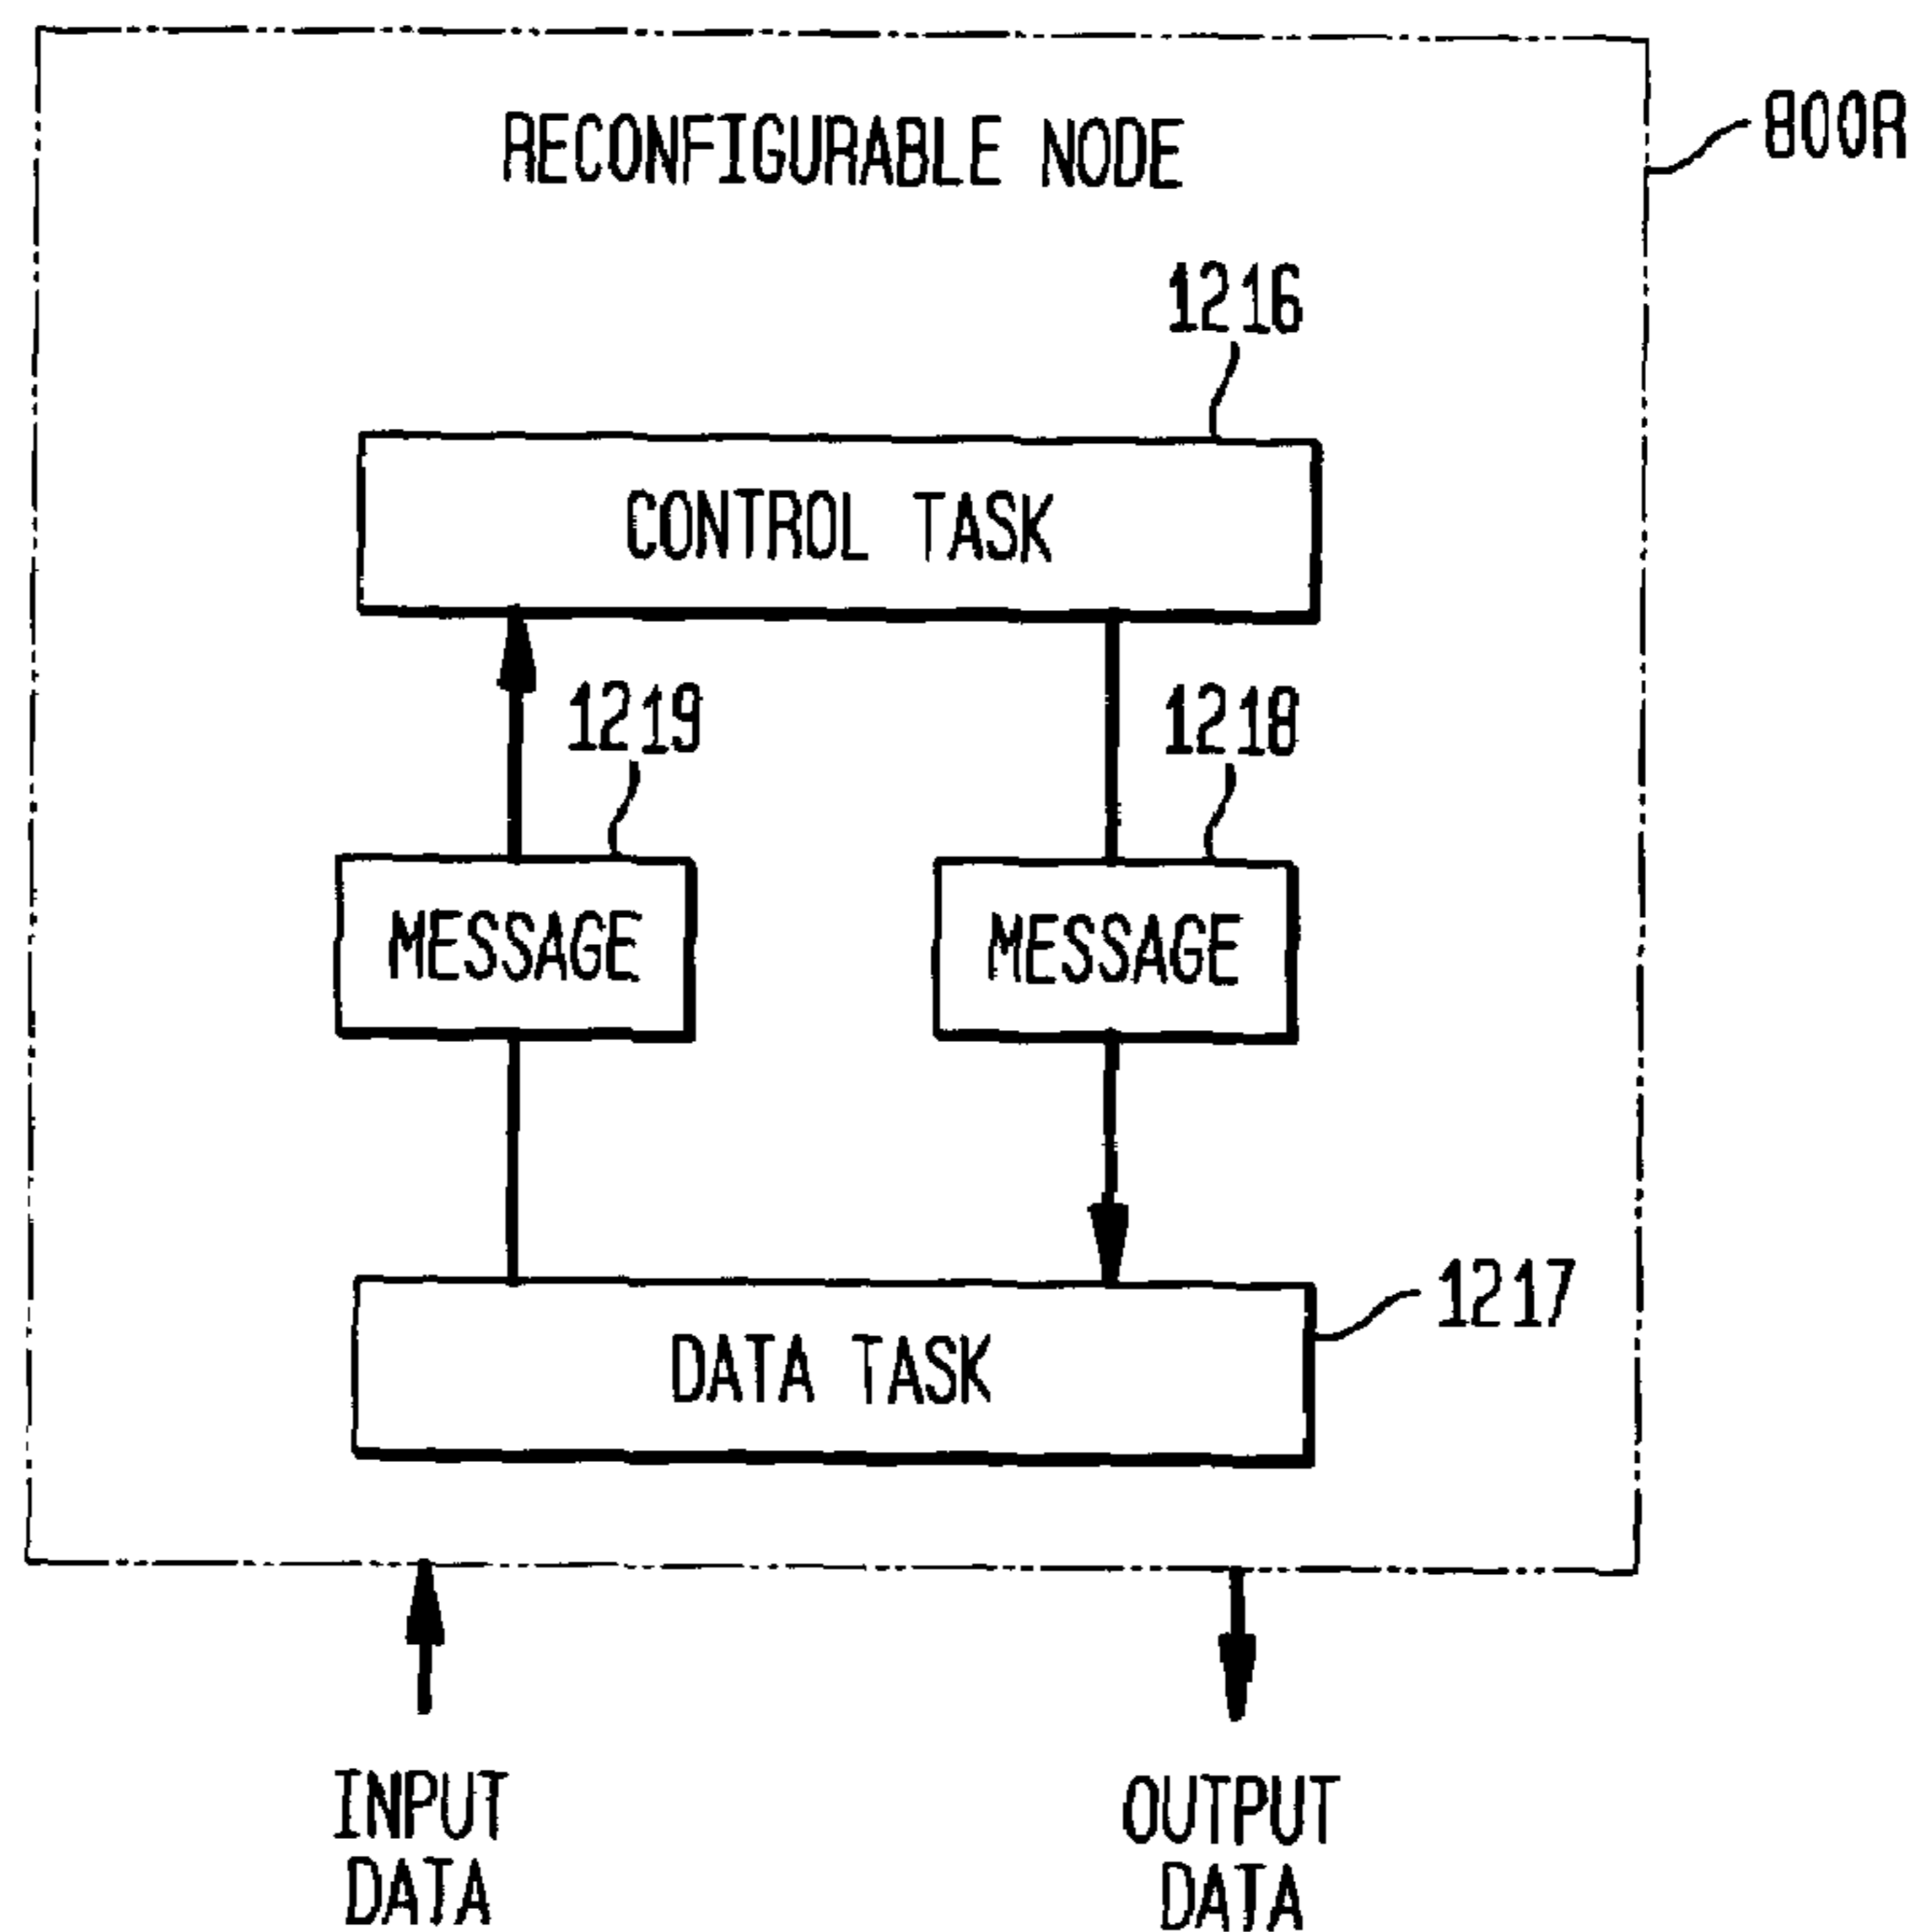 RECONFIGURABLE NODE
800R
1216
CONTROL TASK
1219
1218
MESSAGE
MESSAGE
1217
DATA TASK
INPUT
DATA
OUTPUT
DATA